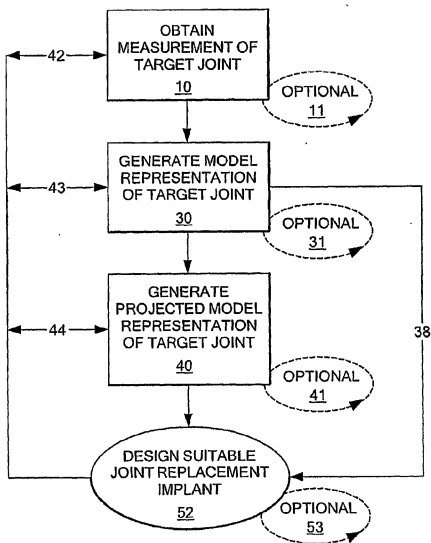 OBTAIN
MEASUREMENT OF
TARGET JOINT
10
42
OPTIONAL
11
GENERATE MODEL
REPRESENTATION
OF TARGET JOINT
30
43
OPTIONAL
31
GENERATE
PROJECTED MODEL
REPRESENTATION
OF TARGET JOINT
40
44
38
OPTIONAL
41
DESIGN SUITABLE
JOINT REPLACEMENT
IMPLANT
52
OPTIONAL
53